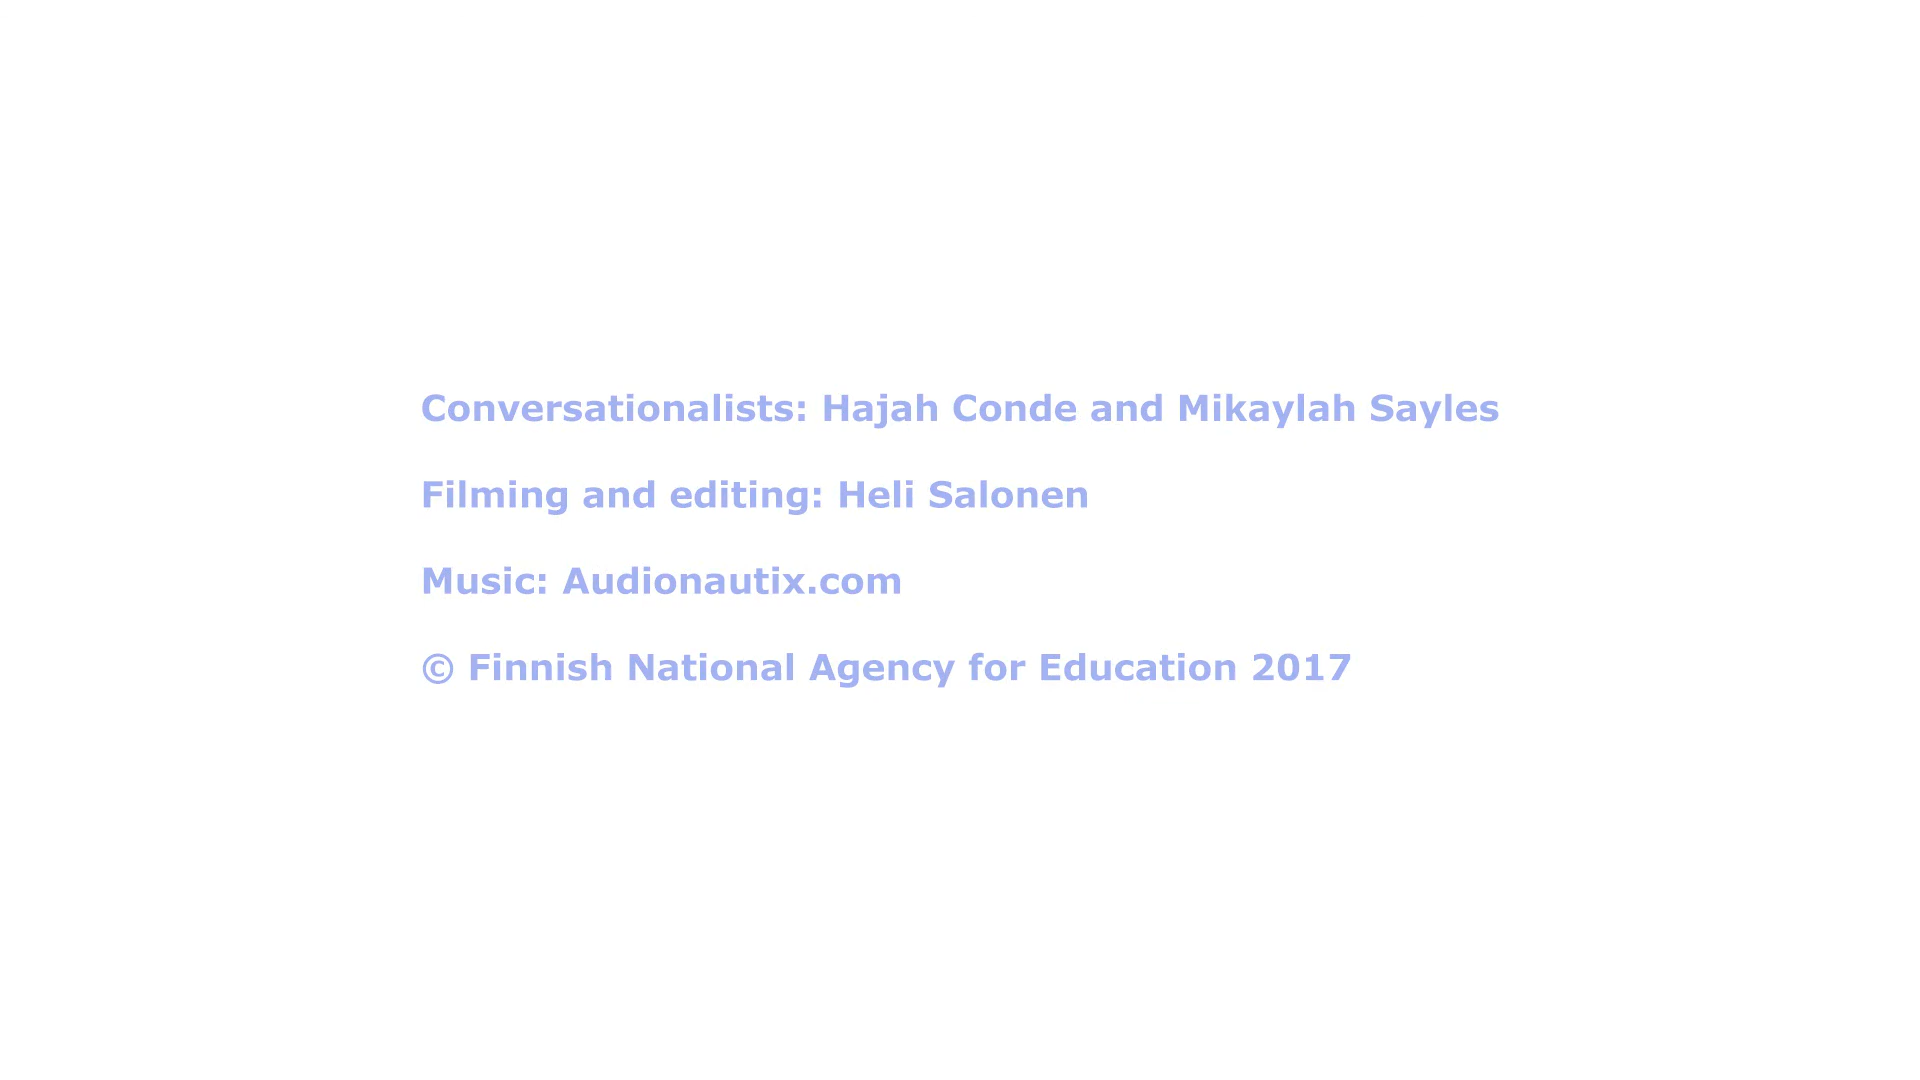 Conversationalists: Hajah Conde and Mikaylah Sayles
Filming and editing: Heli Salonen
Music: Audionautix.com
© Finnish National Agency for Education 2017